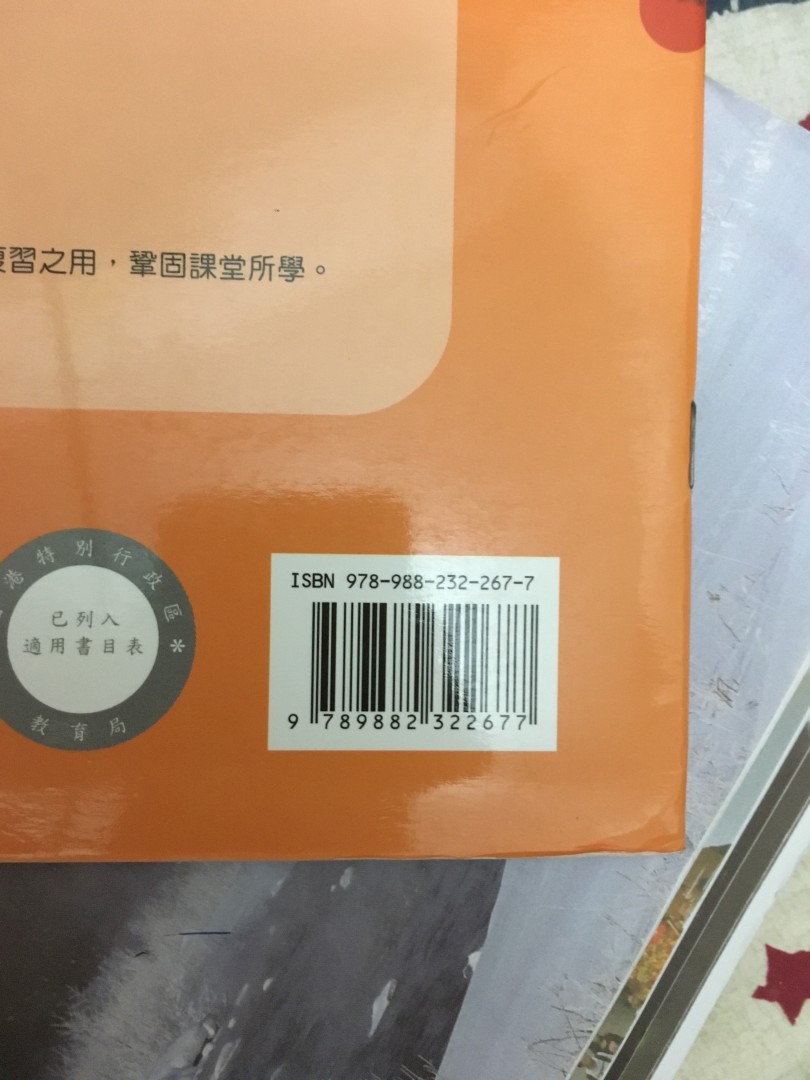 習之用，鞏固課堂所學。
港特別行政區
已列入
適用書目表
*
教育局
ISBN 978-988-232-267-7
9 789882 322677